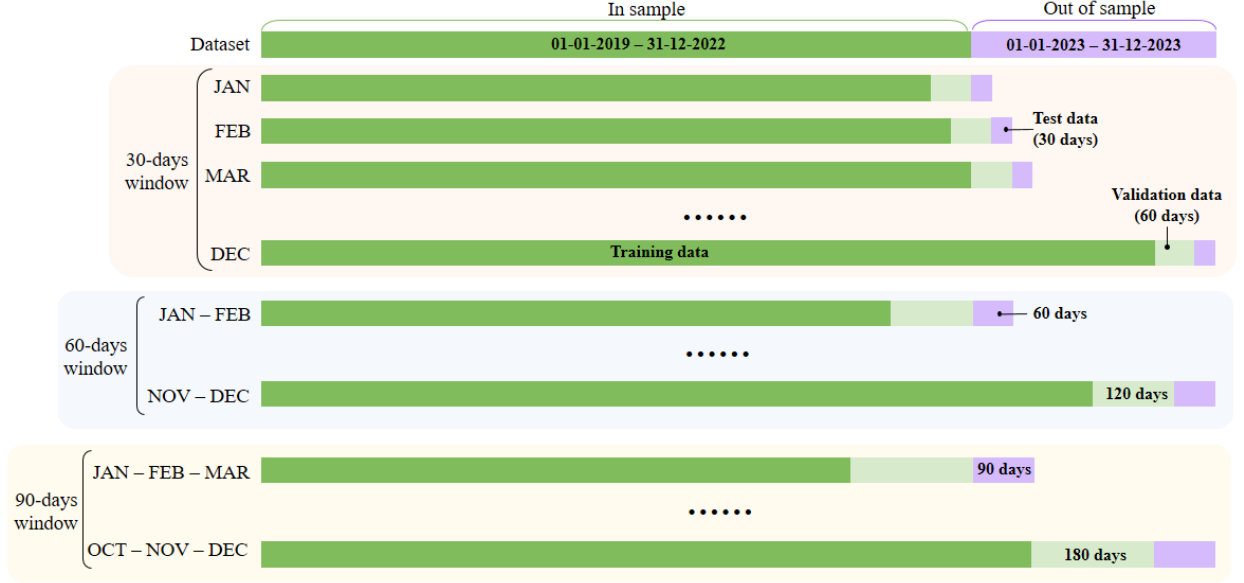 In sample
Out of sample
Dataset
01-01-2019 – 31-12-2022
01-01-2023 – 31-12-2023
JAN
FEB
Test data
(30 days)
30-days
window
MAR
Validation data
(60 days)
......
DEC
Training data
JAN – FEB
60 days
60-days
window
......
NOV – DEC
120 days
JAN – FEB – MAR
90 days
90-days
window
......
OCT – NOV – DEC
180 days